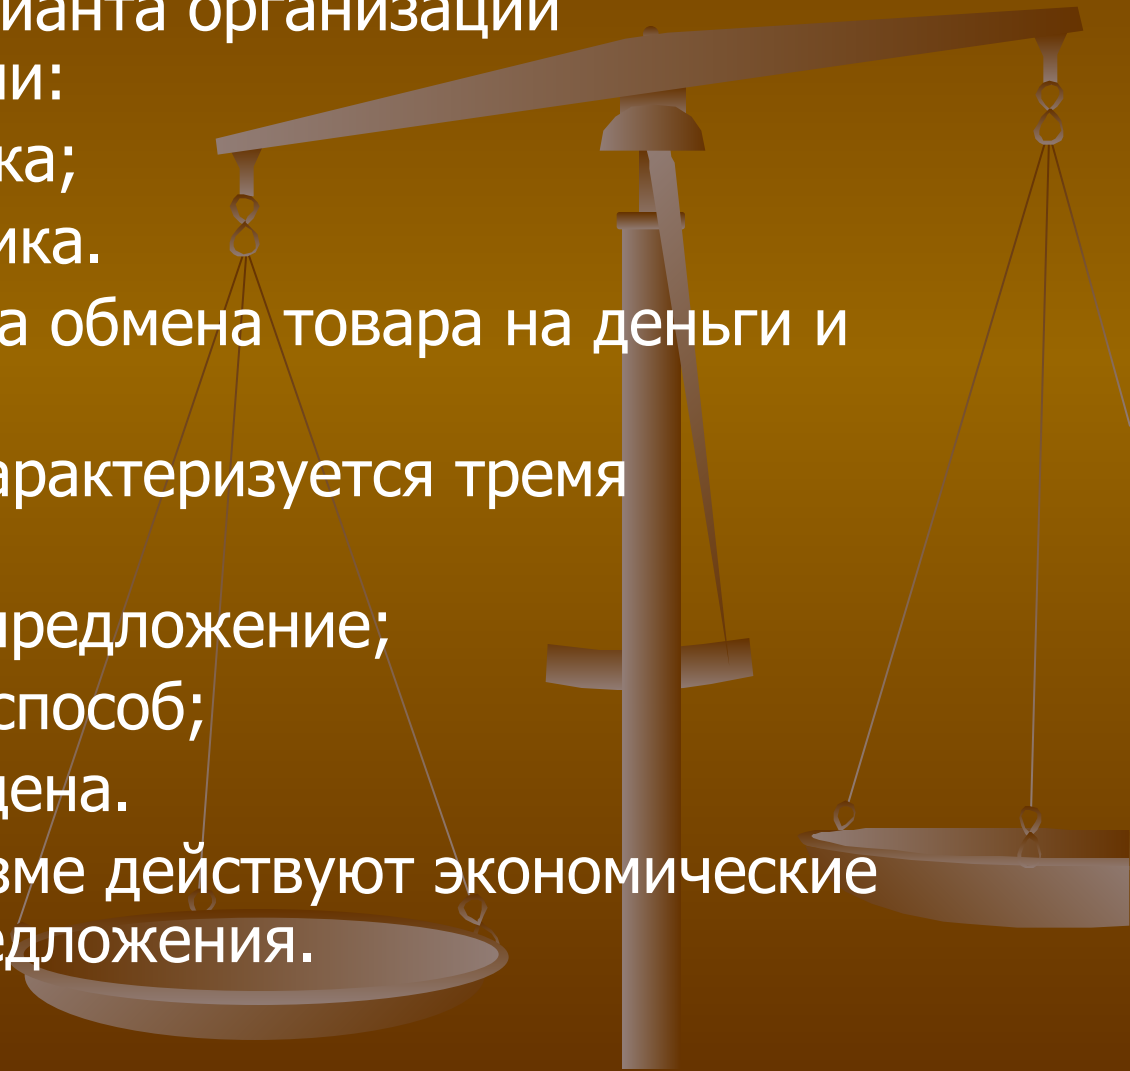 ианта организации
ии:
ка;
ика.
а обмена товара на деньги и
арактеризуется тремя
предложение;
способ;
цена.
зме действуют экономические
едложения.